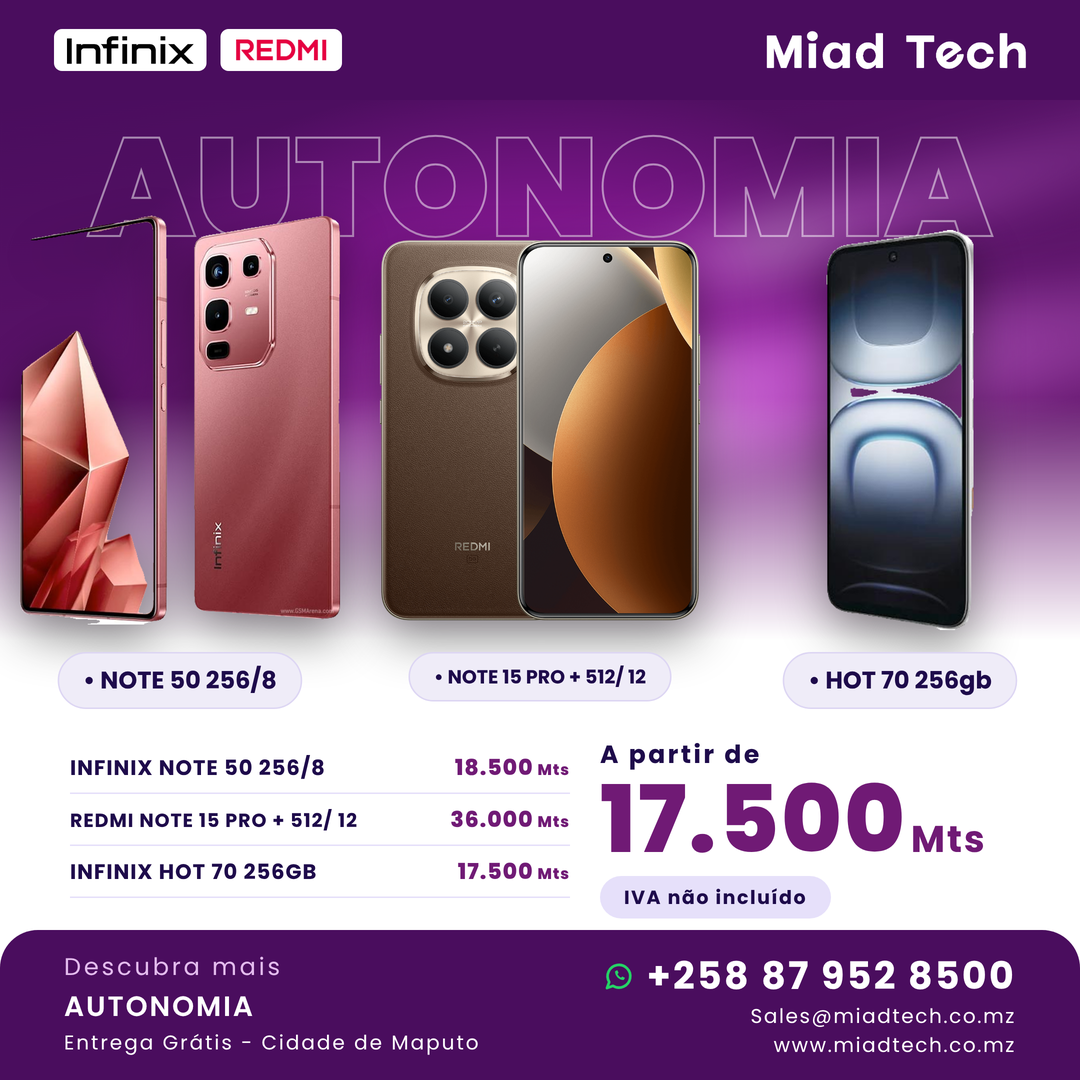 Infinix
REDMI
Miad Tech
AUTONOMIA
Infinix
REDMI
www.GSMArena.com
• NOTE 50 256/8
• NOTE 15 PRO + 512/ 12
• HOT 70 256gb
INFINIX NOTE 50 256/8 18.500 Mts
REDMI NOTE 15 PRO + 512/ 12 36.000 Mts
INFINIX HOT 70 256GB 17.500 Mts
A partir de
17.500 Mts
IVA não incluído
Descubra mais
AUTONOMIA
Entrega Grátis - Cidade de Maputo
+258 87 952 8500
Sales@miadtech.co.mz
www.miadtech.co.mz